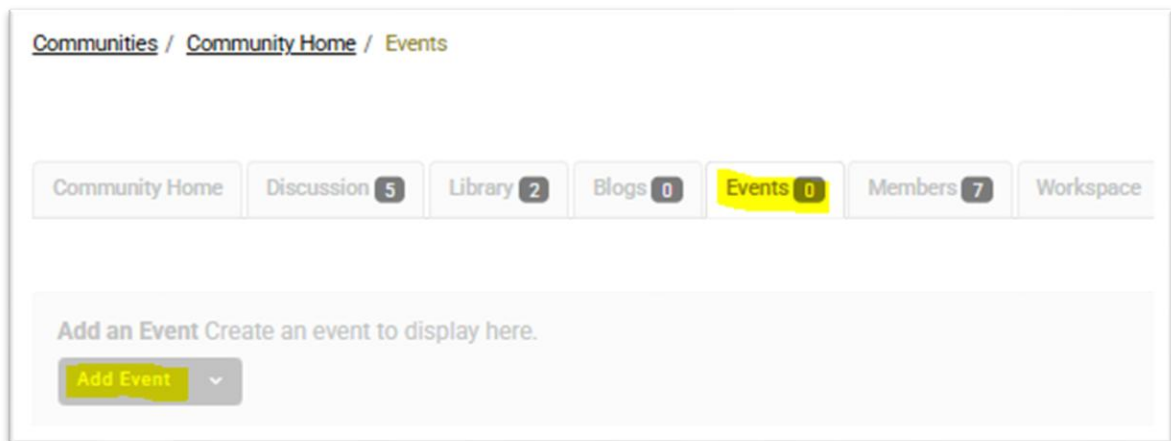 Communities / Community Home / Events
Community Home Discussion 5 Library 2 Blogs 0 Events 0 Members 7 Workspace
Add an Event Create an event to display here.
Add Event